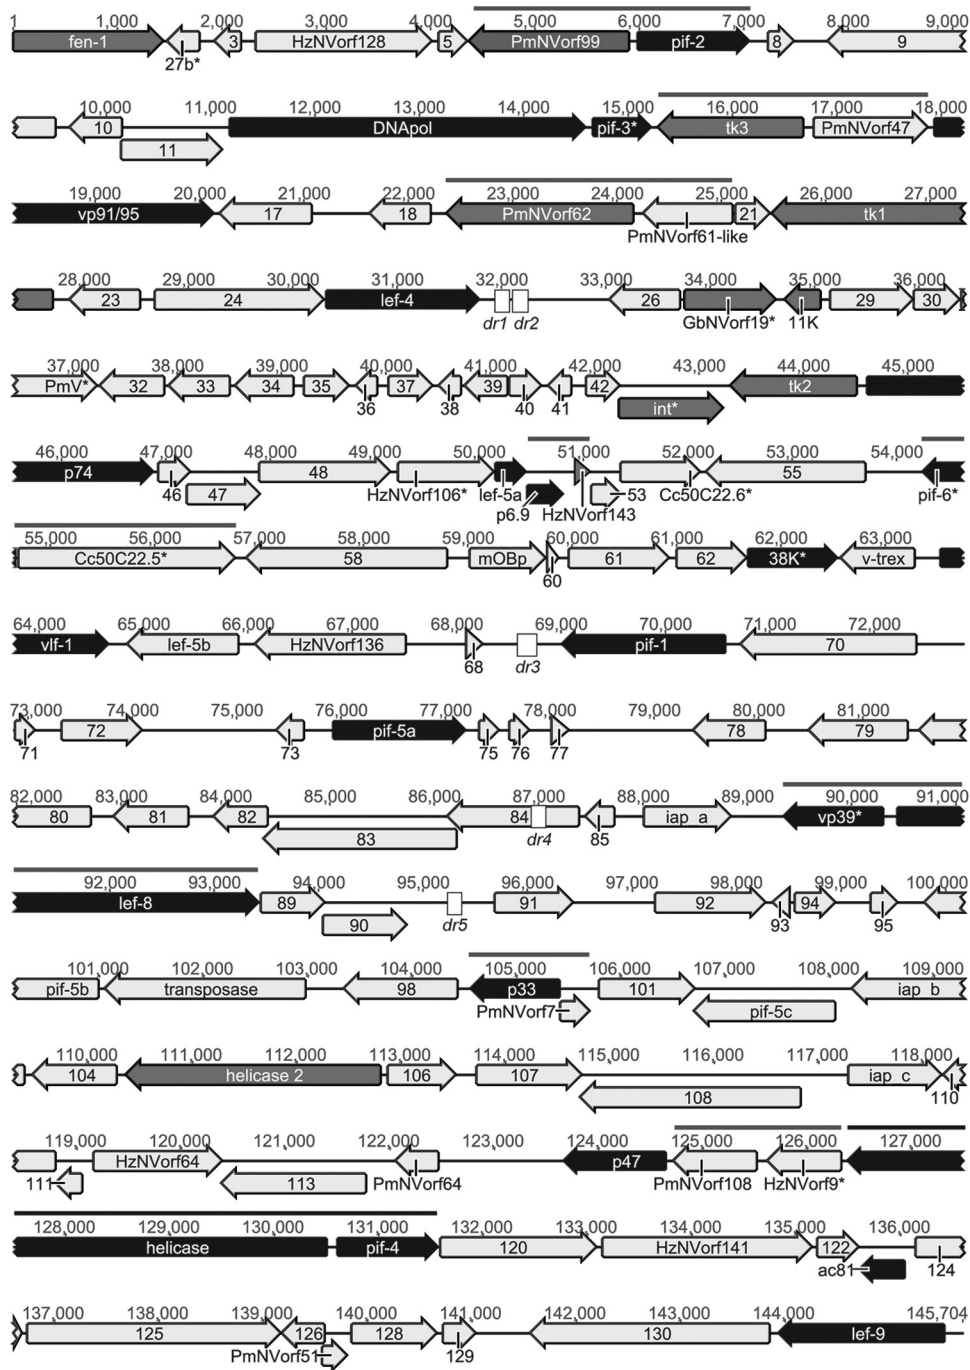 1 1,000 2,000 3,000 4,000 5,000 6,000 7,000 8,000 9,000
fen-1 3 HzNVorf128 5 PmNVorf99 pif-2 8 9
27b*
10,000 11,000 12,000 13,000 14,000 15,000 16,000 17,000 18,000
10 DNApol pif-3* tk3 PmNVorf47
11
19,000 20,000 21,000 22,000 23,000 24,000 25,000 26,000 27,000
vp91/95 17 18 PmNVorf62 21 tk1
PmNVorf61-like
28,000 29,000 30,000 31,000 32,000 33,000 34,000 35,000 36,000
23 24 lef-4 26 29 30
dr1 dr2 GbNVorf19* 11K
37,000 38,000 39,000 40,000 41,000 42,000 43,000 44,000 45,000
PmV* 32 33 34 35 37 39 42 tk2
36 38 40 41 int*
46,000 47,000 48,000 49,000 50,000 51,000 52,000 53,000 54,000
p74 48 55
46 47 HzNVorf106* lef-5a 53 Cc50C22.6* pif-6*
p6.9 HzNVorf143
55,000 56,000 57,000 58,000 59,000 60,000 61,000 62,000 63,000
Cc50C22.5* 58 mOBp 61 62 38K* v-trex
60
64,000 65,000 66,000 67,000 68,000 69,000 70,000 71,000 72,000
vlf-1 lef-5b HzNVorf136 pif-1 70
68 dr3
73,000 74,000 75,000 76,000 77,000 78,000 79,000 80,000 81,000
72 pif-5a 78 79
71 73 75 76 77
82,000 83,000 84,000 85,000 86,000 87,000 88,000 89,000 90,000 91,000
80 81 82 84 iap_a vp39*
83 dr4 85
92,000 93,000 94,000 95,000 96,000 97,000 98,000 99,000 100,000
lef-8 89 91 92 94
90 dr5 93 95
101,000 102,000 103,000 104,000 105,000 106,000 107,000 108,000 109,000
pif-5b transposase 98 p33 101 iap_b
PmNVorf7 pif-5c
110,000 111,000 112,000 113,000 114,000 115,000 116,000 117,000 118,000
104 helicase 2 106 107 iap_c
108 110
119,000 120,000 121,000 122,000 123,000 124,000 125,000 126,000 127,000
HzNVorf64 p47
111 113 PmNVorf64 PmNVorf108 HzNVorf9*
128,000 129,000 130,000 131,000 132,000 133,000 134,000 135,000 136,000
helicase pif-4 120 HzNVorf141 122
ac81 124
137,000 138,000 139,000 140,000 141,000 142,000 143,000 144,000 145,704
125 126 128 130 lef-9
PmNVorf51 129